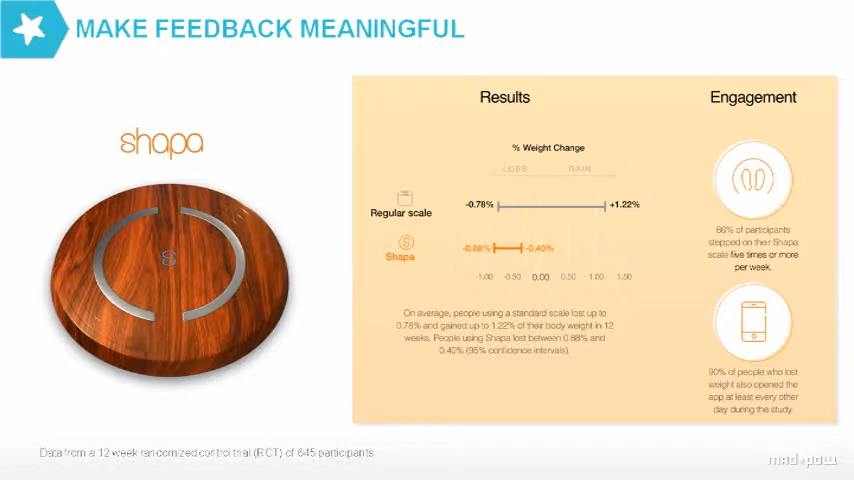 MAKE FEEDBACK MEANINGFUL
shapa
Results
% Weight Change
LOSS
GAIN
Regular scale
-0.78%
+1.22%
Shapa
-0.88%
-0.40%
-1.00 -0.50 0.00 0.50 1.00 1.50
On average, people using a standard scale lost up to
0.78% and gained up to 1.22% of their body weight in 12
weeks. People using Shapa lost between 0.88% and
0.40% (95% confidence intervals).
Engagement
86% of participants
stepped on their Shapa
scale five times or more
per week.
90% of people who lost
weight also opened the
app at least every other
day during the study.
Data from a 12 week randomized control trial (RCT) of 645 participants
mad*pow